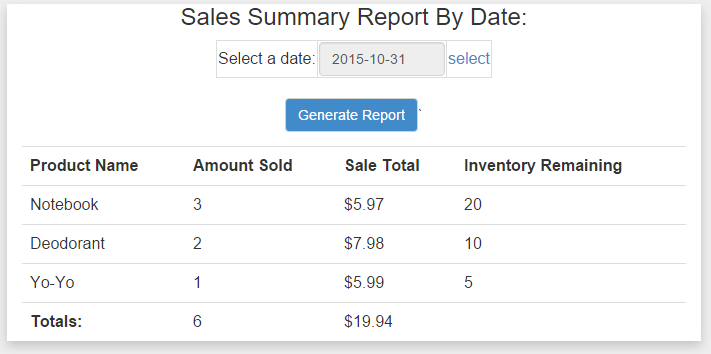 Sales Summary Report By Date:
Select a date: 2015-10-31 select
Generate Report `
Product Name Amount Sold Sale Total Inventory Remaining
Notebook 3 $5.97 20
Deodorant 2 $7.98 10
Yo-Yo 1 $5.99 5
Totals: 6 $19.94